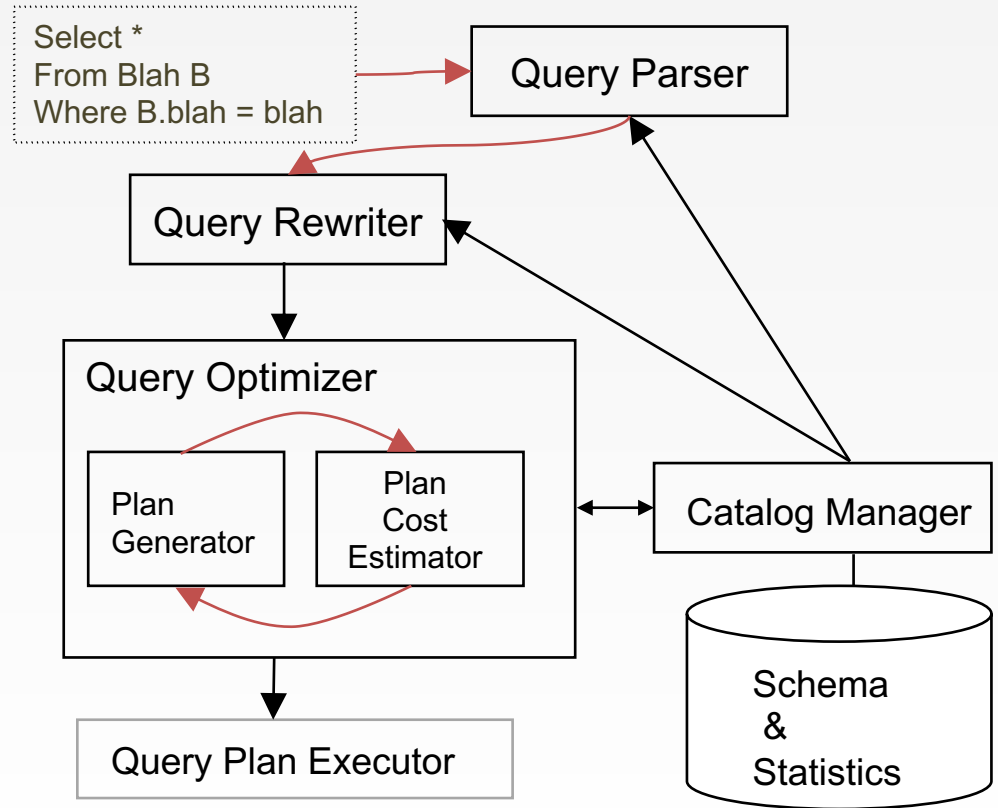 Select *
From Blah B
Where B.blah = blah
Query Parser
Query Rewriter
Query Optimizer
Plan
Generator
Plan
Cost
Estimator
Catalog Manager
Schema
&
Statistics
Query Plan Executor